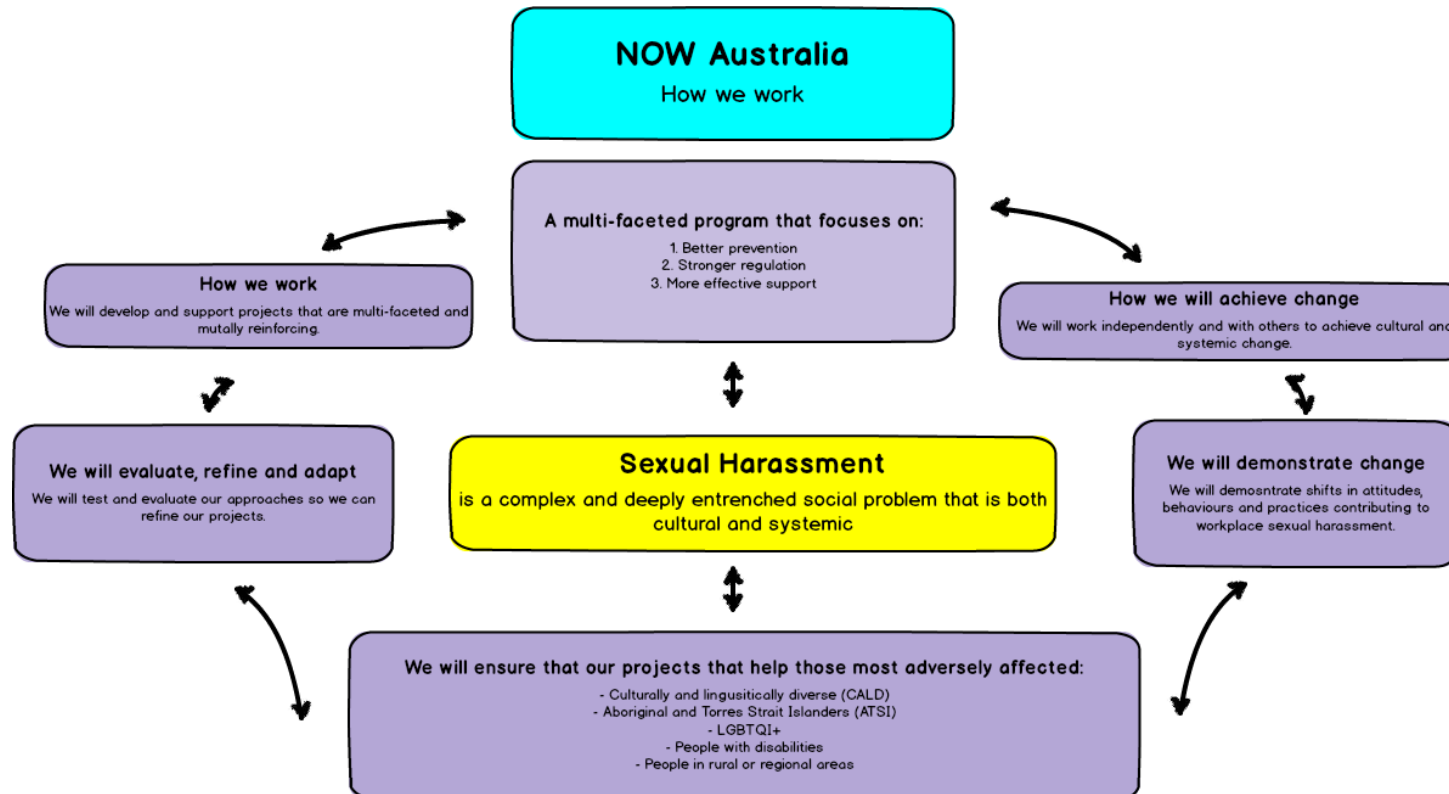 NOW Australia
How we work
A multi-faceted program that focuses on:
1. Better prevention
2. Stronger regulation
3. More effective support
How we work
We will develop and support projects that are multi-faceted and
mutally reinforcing.
How we will achieve change
We will work independently and with others to achieve cultural and
systemic change.
We will evaluate, refine and adapt
We will test and evaluate our approaches so we can
refine our projects.
Sexual Harassment
is a complex and deeply entrenched social problem that is both
cultural and systemic
We will demonstrate change
We will demosntrate shifts in attitudes,
behaviours and practices contributing to
workplace sexual harassment.
We will ensure that our projects that help those most adversely affected:
- Culturally and lingusitically diverse (CALD)
- Aboriginal and Torres Strait Islanders (ATSI)
- LGBTQI+
- People with disabilities
- People in rural or regional areas